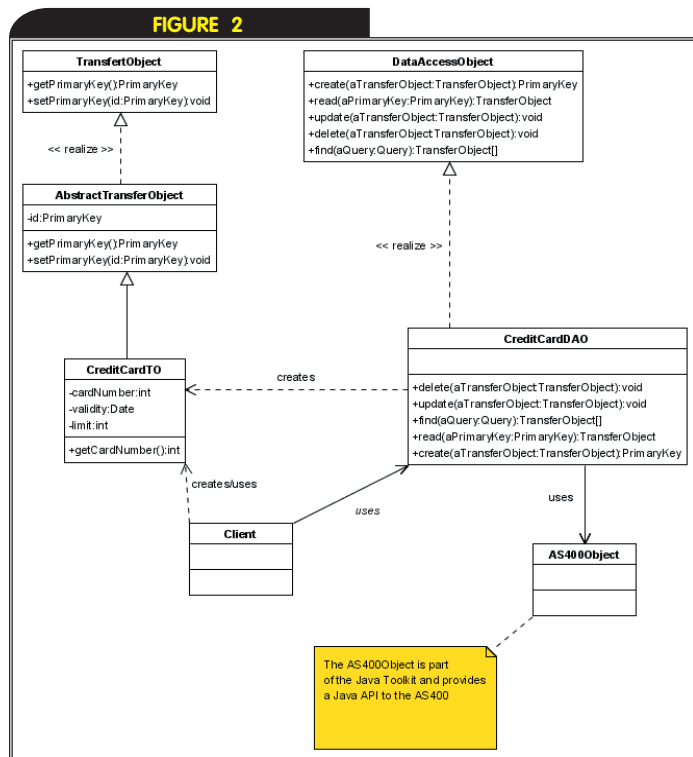 FIGURE 2
TransfertObject
+getPrimaryKey():PrimaryKey
+setPrimaryKey(id:PrimaryKey):void
<< realize >>
AbstractTransferObject
-id:PrimaryKey
+getPrimaryKey():PrimaryKey
+setPrimaryKey(id:PrimaryKey):void
DataAccessObject
+create(aTransferObject:TransferObject):PrimaryKey
+read(aPrimaryKey:PrimaryKey):TransferObject
+update(aTransferObject:TransferObject):void
+delete(aTransferObject:TransferObject):void
+find(aQuery:Query):TransferObject[]
<< realize >>
CreditCardTO
-cardNumber:int
-validity:Date
-limit:int
+getCardNumber():int
creates
CreditCardDAO
+delete(aTransferObject:TransferObject):void
+update(aTransferObject:TransferObject):void
+find(aQuery:Query):TransferObject[]
+read(aPrimaryKey:PrimaryKey):TransferObject
+create(aTransferObject:TransferObject):PrimaryKey
creates/uses
uses
uses
Client
AS400Object
The AS400Object is part
of the Java Toolkit and provides
a Java API to the AS400